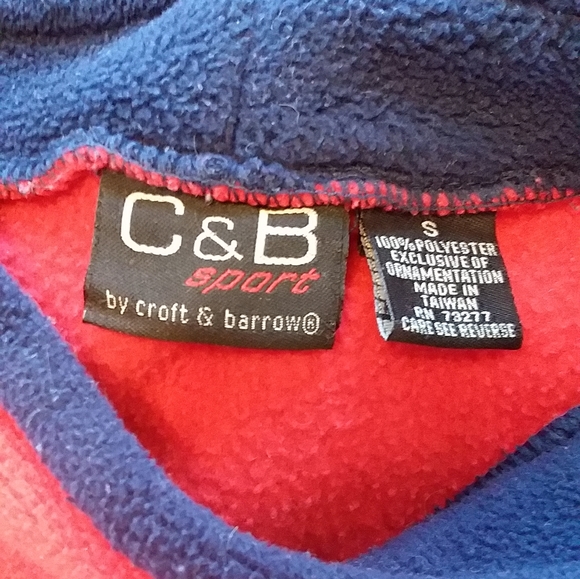 C&B
sport
by croft & barrow®
S
100% POLYESTER
EXCLUSIVE OF
ORNAMENTATION
MADE IN
TAIWAN
RN 73277
CARE SEE REVERSE